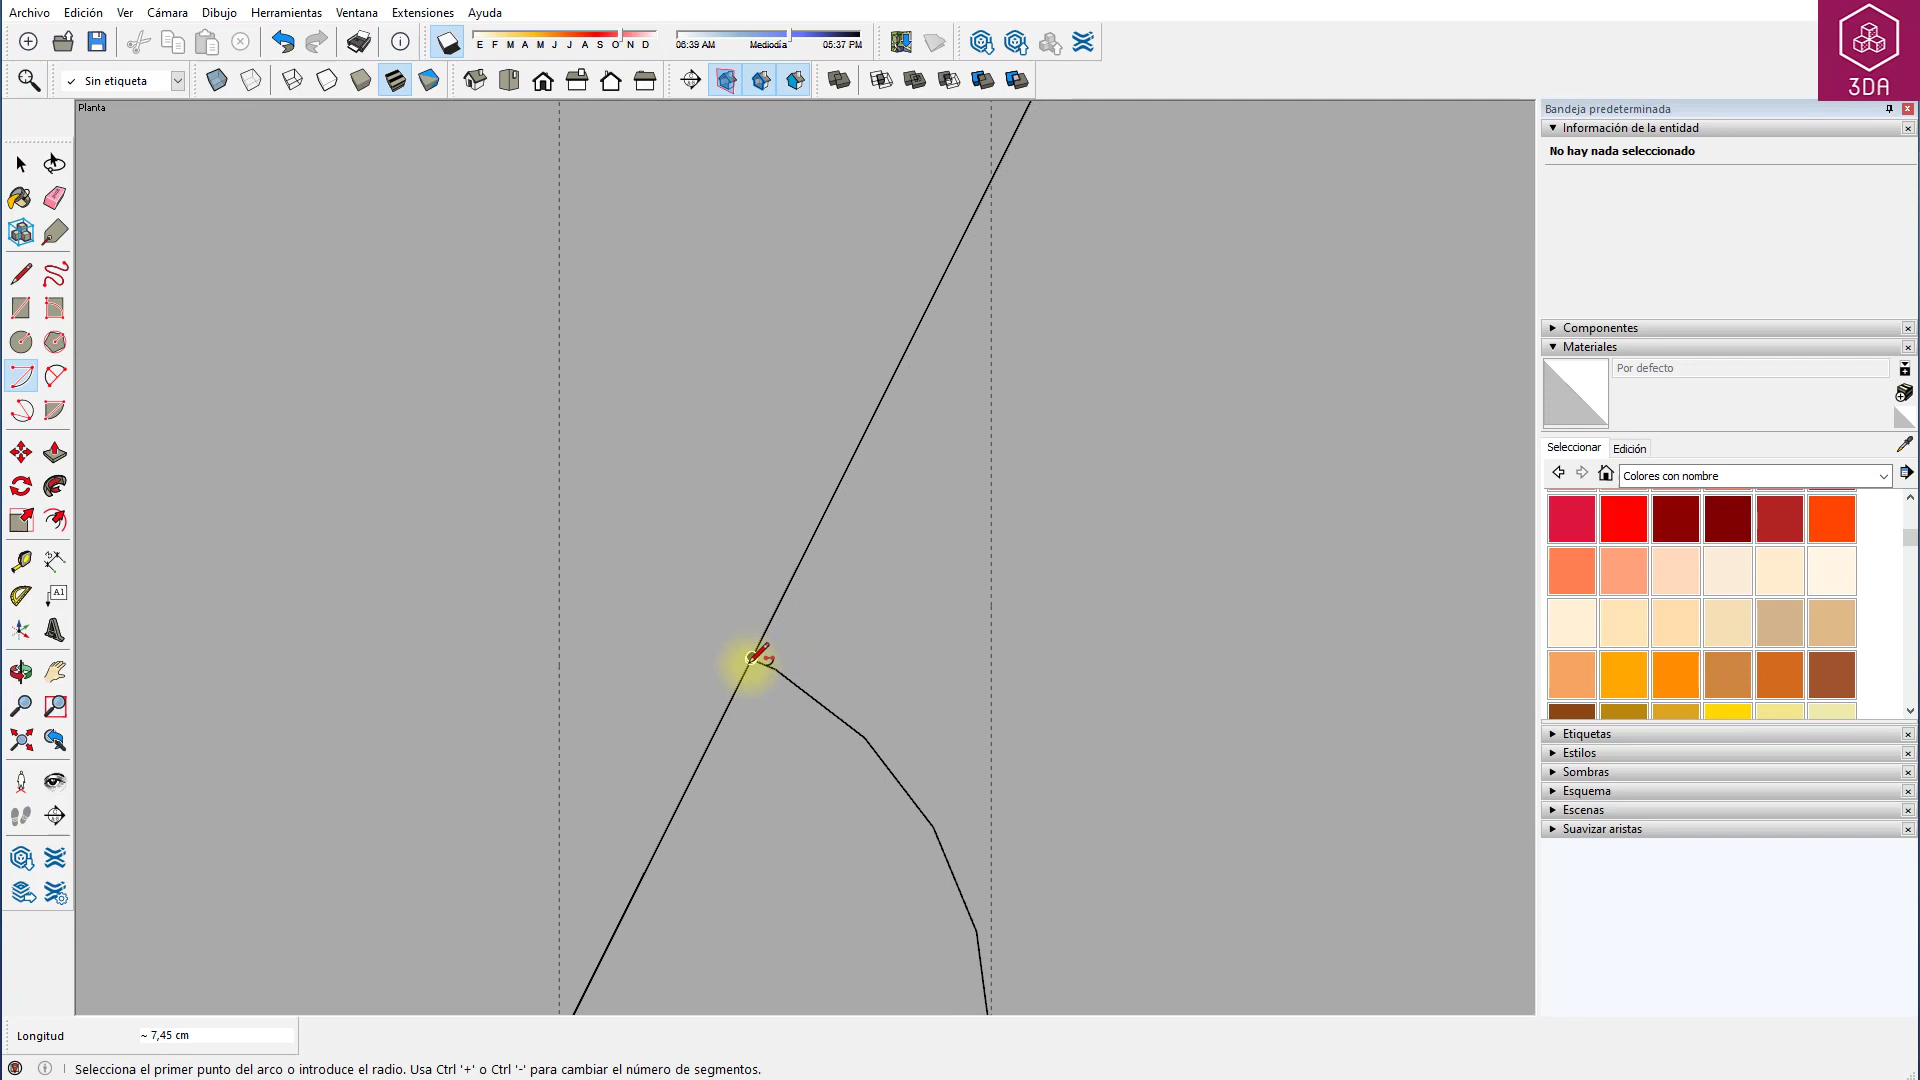 Archivo Edición Ver Cámara Dibujo Herramientas Ventana Extensiones Ayuda
E F M A M J J A S O N D 06:39 AM Mediodía 05:37 PM
3DA
Sin etiqueta
Planta
Bandeja predeterminada
Información de la entidad
No hay nada seleccionado
Componentes
Materiales
Por defecto
Seleccionar Edición
Colores con nombre
A1
Etiquetas
Estilos
Sombras
Esquema
Escenas
Suavizar aristas
Longitud ~ 7,45 cm
Selecciona el primer punto del arco o introduce el radio. Usa Ctrl '+' o Ctrl '-' para cambiar el número de segmentos.